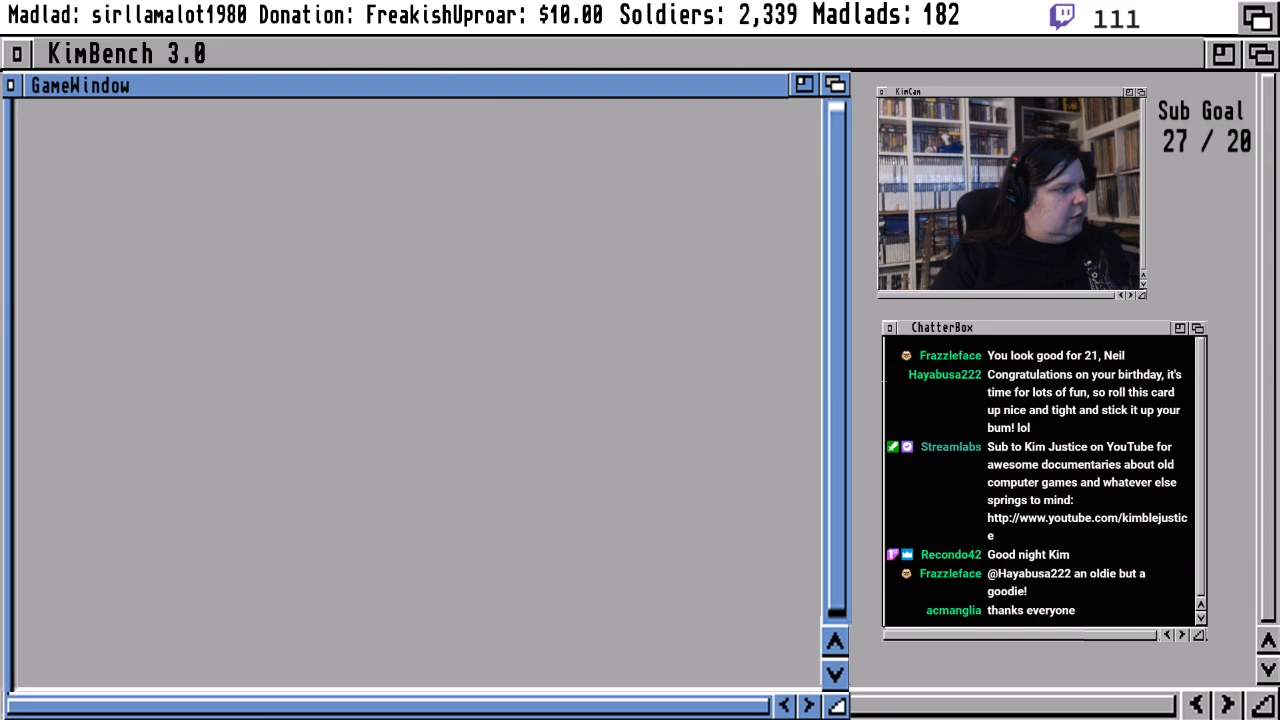 Madlad: sirllamalot1980 Donation: FreakishUproar: $10.00 Soldiers: 2,339 Madlads: 182
111
KimBench 3.0
GameWindow
KimCam
Sub Goal
27 / 20
ChatterBox
Frazzleface You look good for 21, Neil
Hayabusa222 Congratulations on your birthday, it's
time for lots of fun, so roll this card
up nice and tight and stick it up your
bum! lol
Streamlabs Sub to Kim Justice on YouTube for
awesome documentaries about old
computer games and whatever else
springs to mind:
http://www.youtube.com/kimblejustic
e
Recondo42 Good night Kim
Frazzleface @Hayabusa222 an oldie but a
goodie!
acmanglia thanks everyone